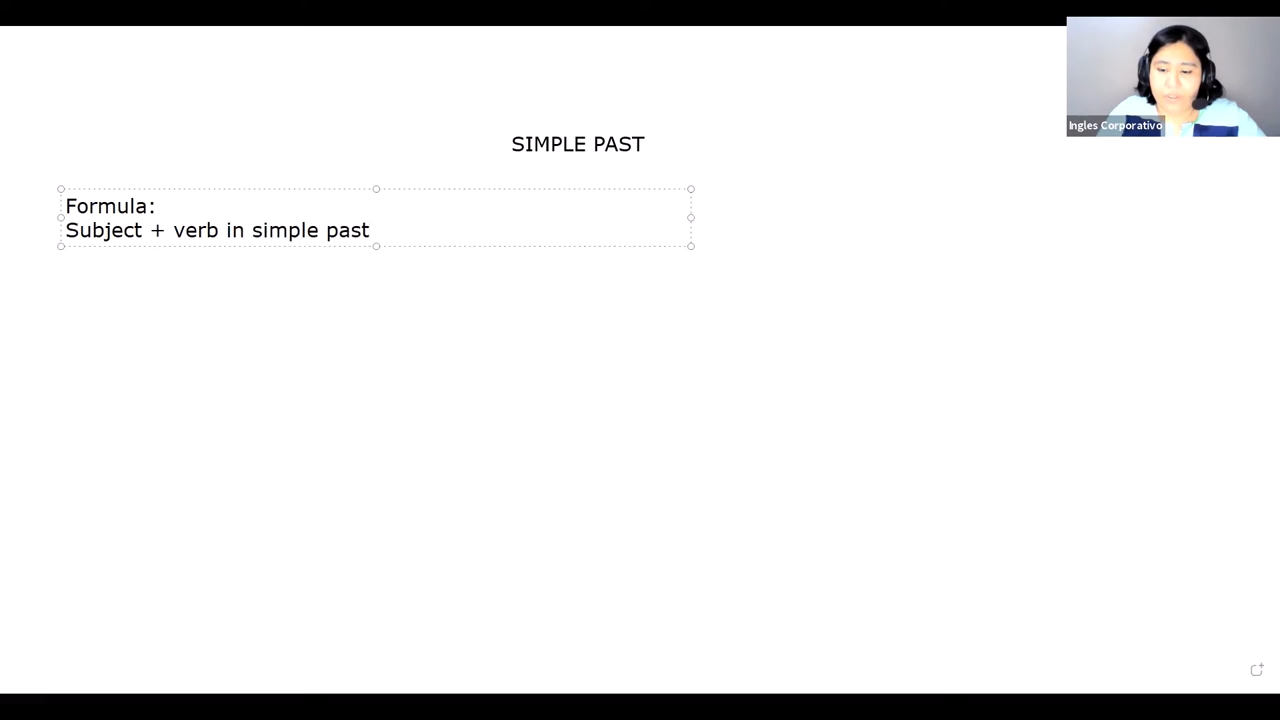 Ingles Corporativo
SIMPLE PAST
Formula:
Subject + verb in simple past